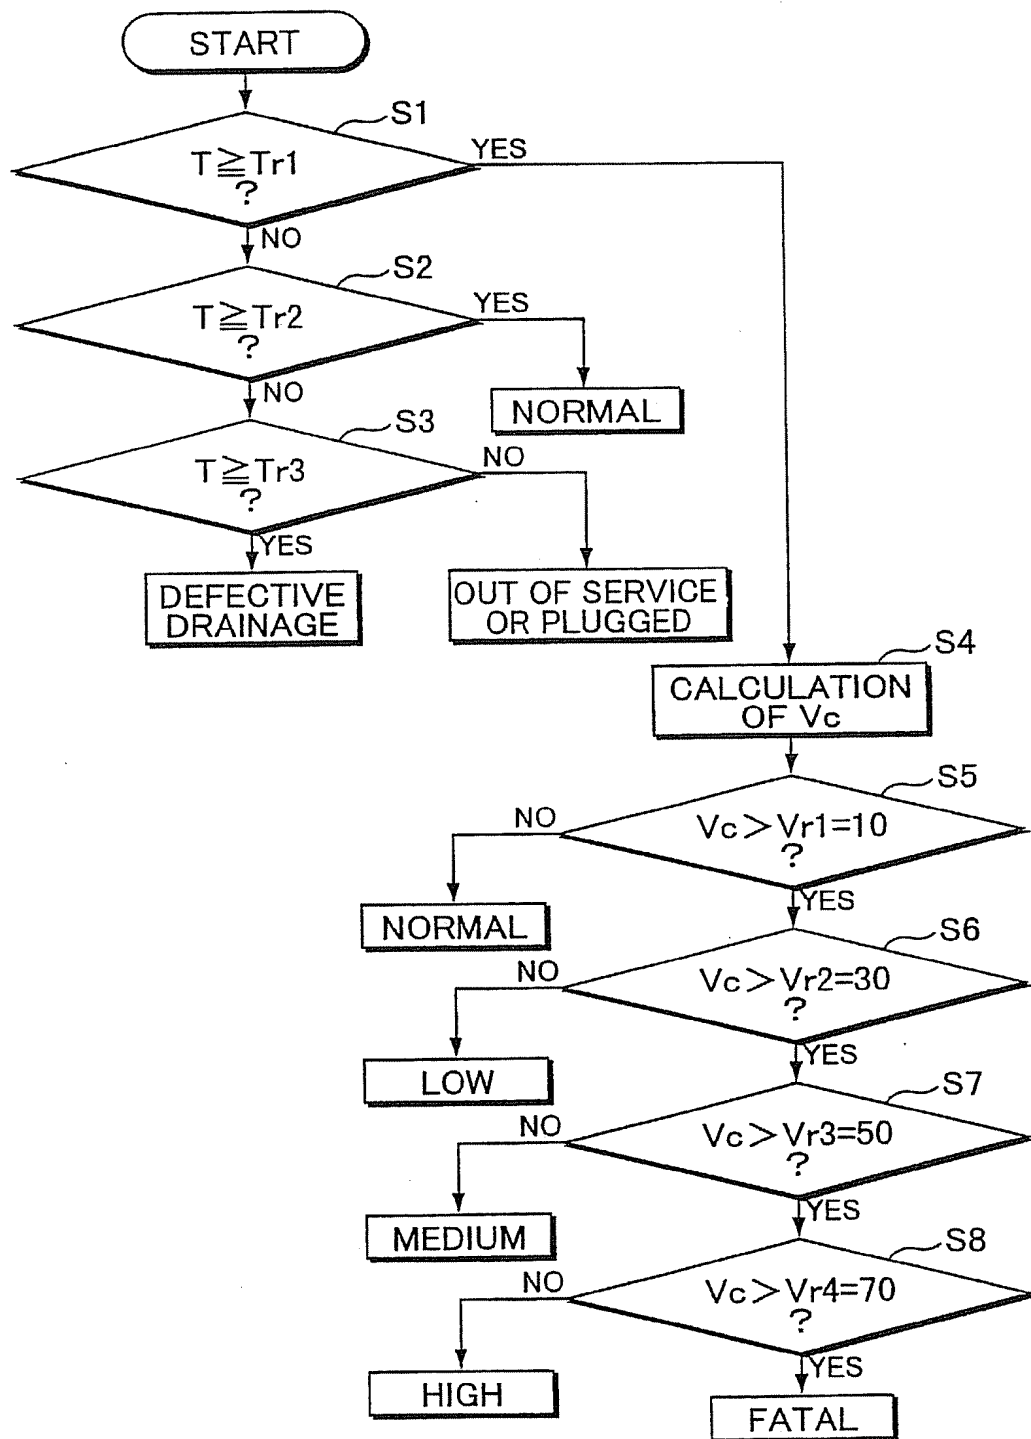 START
S1
T≧Tr1
?
YES
NO
S2
T≧Tr2
?
YES
NO
NORMAL
S3
T≧Tr3
?
NO
YES
DEFECTIVE
DRAINAGE
OUT OF SERVICE
OR PLUGGED
S4
CALCULATION
OF Vc
S5
Vc>Vr1=10
?
NO
YES
NORMAL
S6
Vc>Vr2=30
?
NO
YES
LOW
S7
Vc>Vr3=50
?
NO
YES
MEDIUM
S8
Vc>Vr4=70
?
NO
YES
HIGH
FATAL